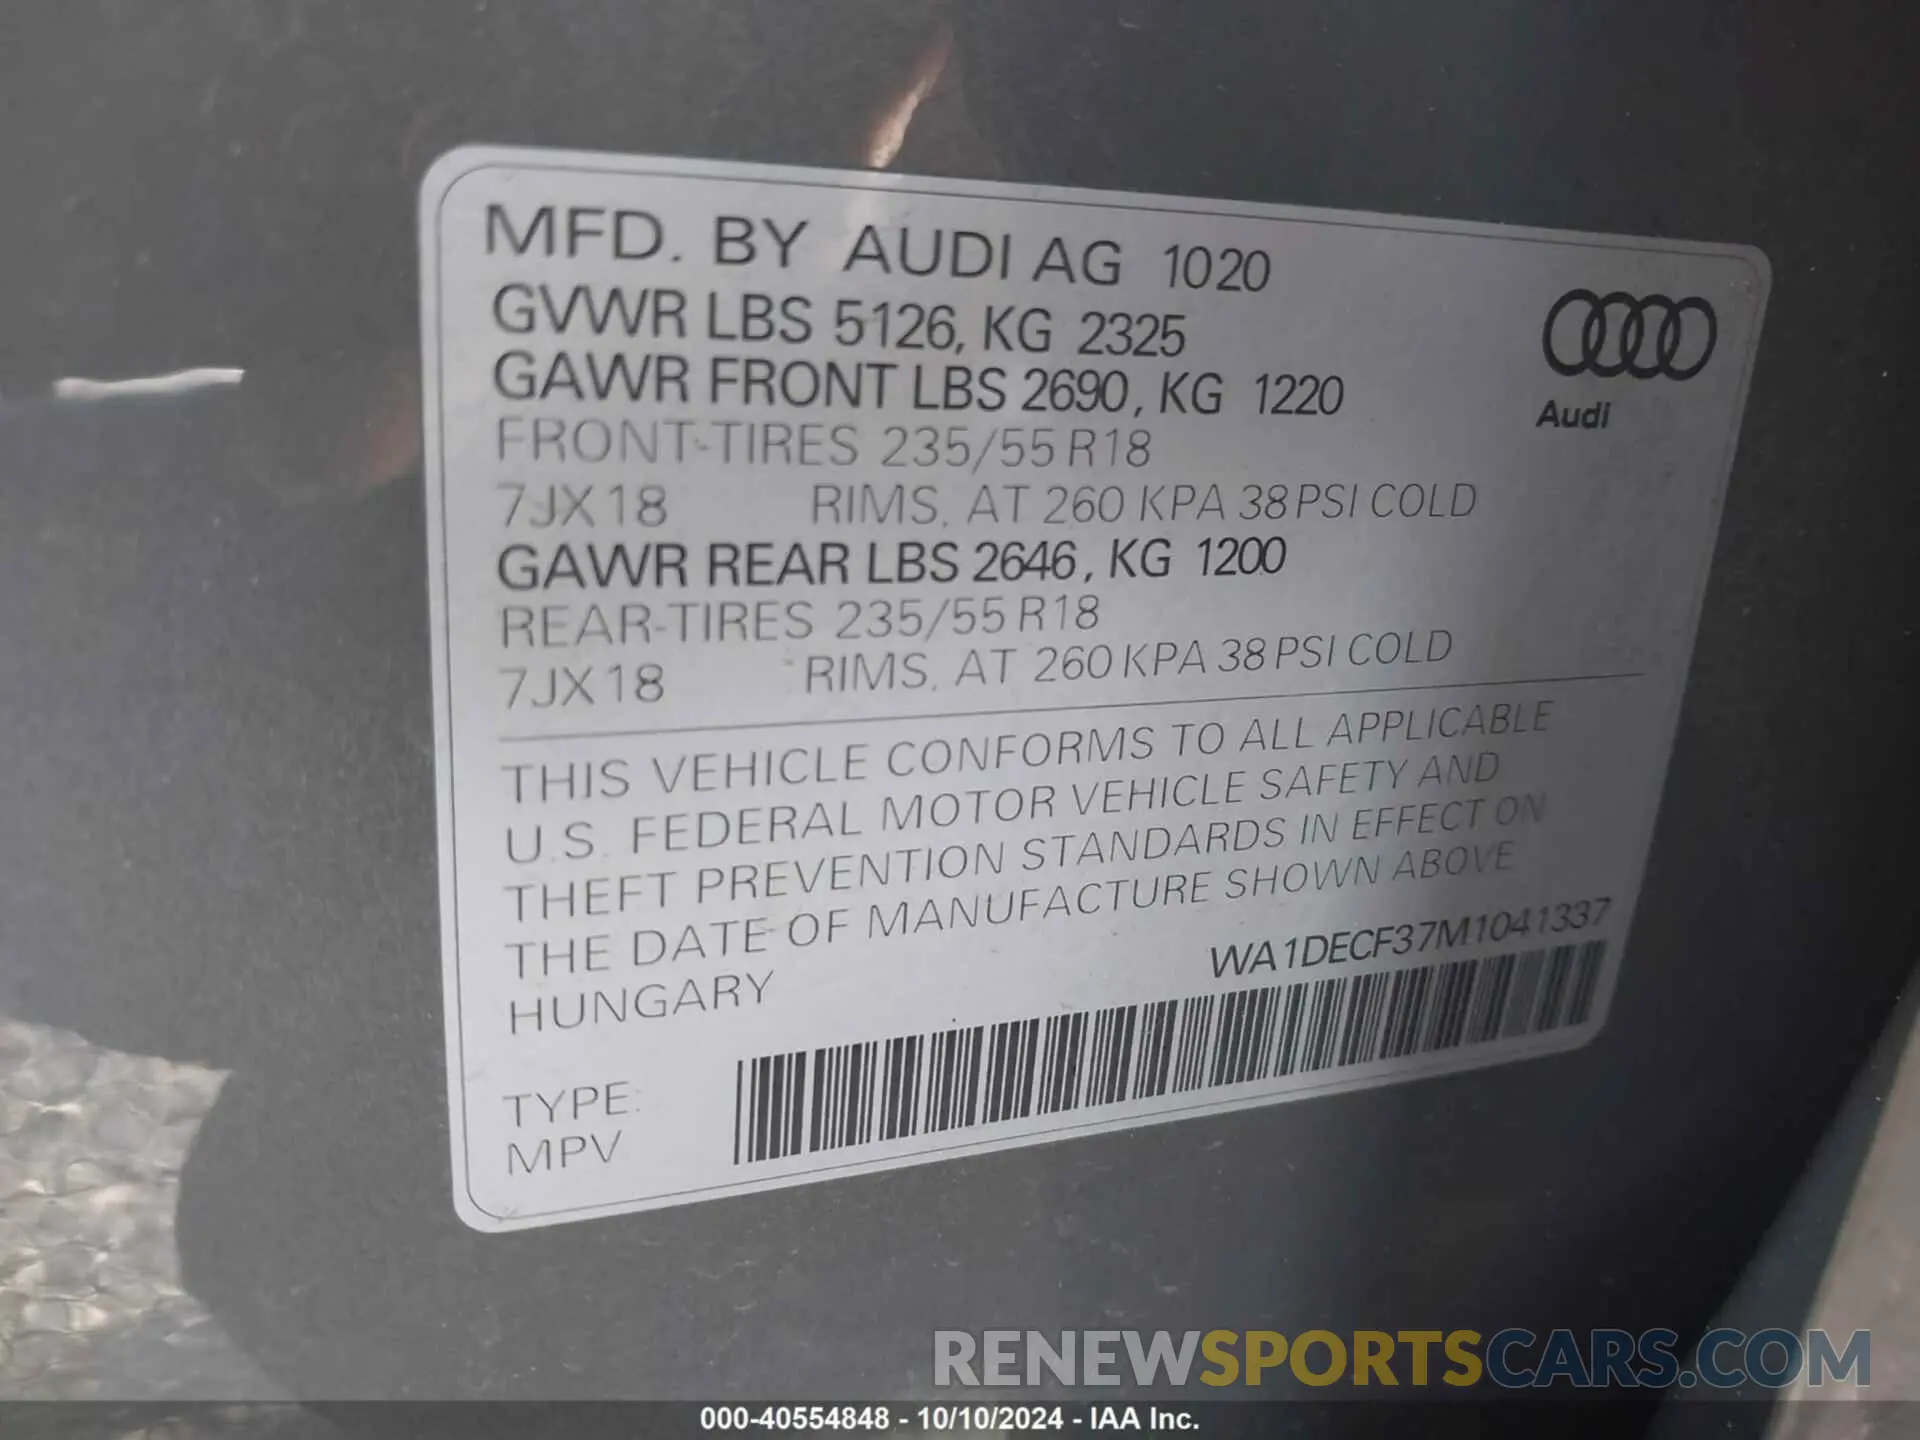 MFD. BY AUDI AG 1020
GVWR LBS 5126, KG 2325
GAWR FRONT LBS 2690, KG 1220
FRONT-TIRES 235/55 R18
7JX18 RIMS, AT 260 KPA 38 PSI COLD
GAWR REAR LBS 2646, KG 1200
REAR-TIRES 235/55 R18
7JX18 RIMS, AT 260 KPA 38 PSI COLD
Audi
THIS VEHICLE CONFORMS TO ALL APPLICABLE
U.S. FEDERAL MOTOR VEHICLE SAFETY AND
THEFT PREVENTION STANDARDS IN EFFECT ON
THE DATE OF MANUFACTURE SHOWN ABOVE
HUNGARY
WA1DECF37M1041337
TYPE:
MPV
RENEWSPORTSCARS.COM
000-40554848 - 10/10/2024 - IAA Inc.